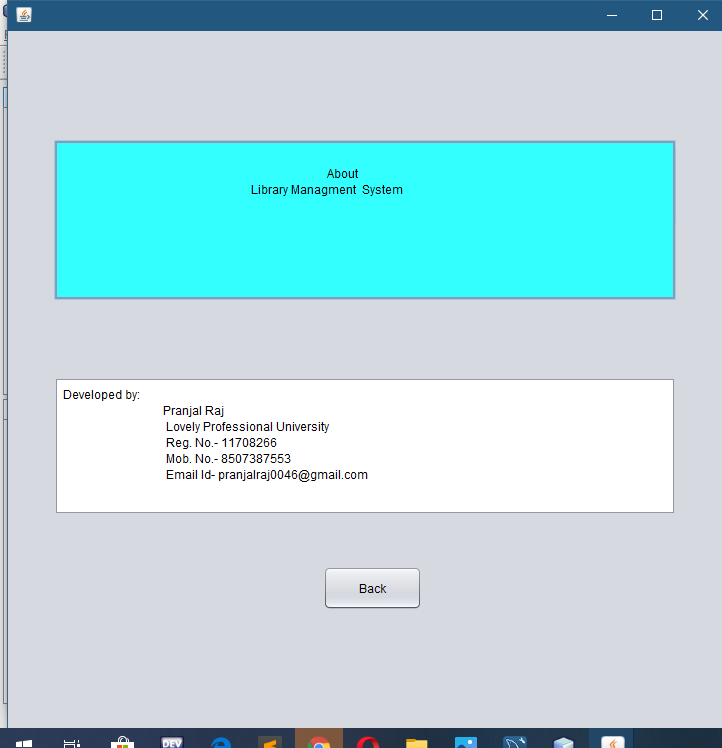 About
Library Managment  System
Developed by:
Pranjal Raj
Lovely Professional University
Reg. No.- 11708266
Mob. No.- 8507387553
Email Id- pranjalraj0046@gmail.com
Back
DEV